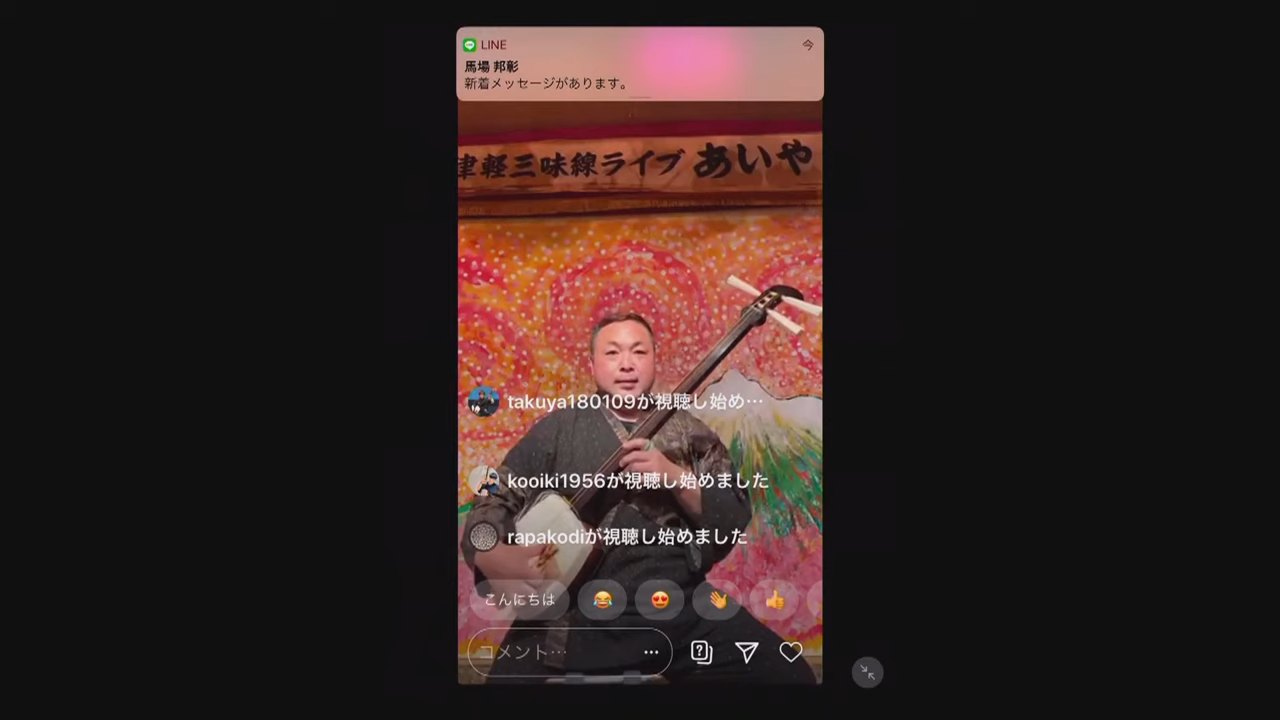 LINE
今
馬場 邦彰
新着メッセージがあります。
津軽三味線ライブ あいや
takuya180109が視聴し始め…
kooiki1956が視聴し始めました
rapakodiが視聴し始めました
こんにちは
コメント…